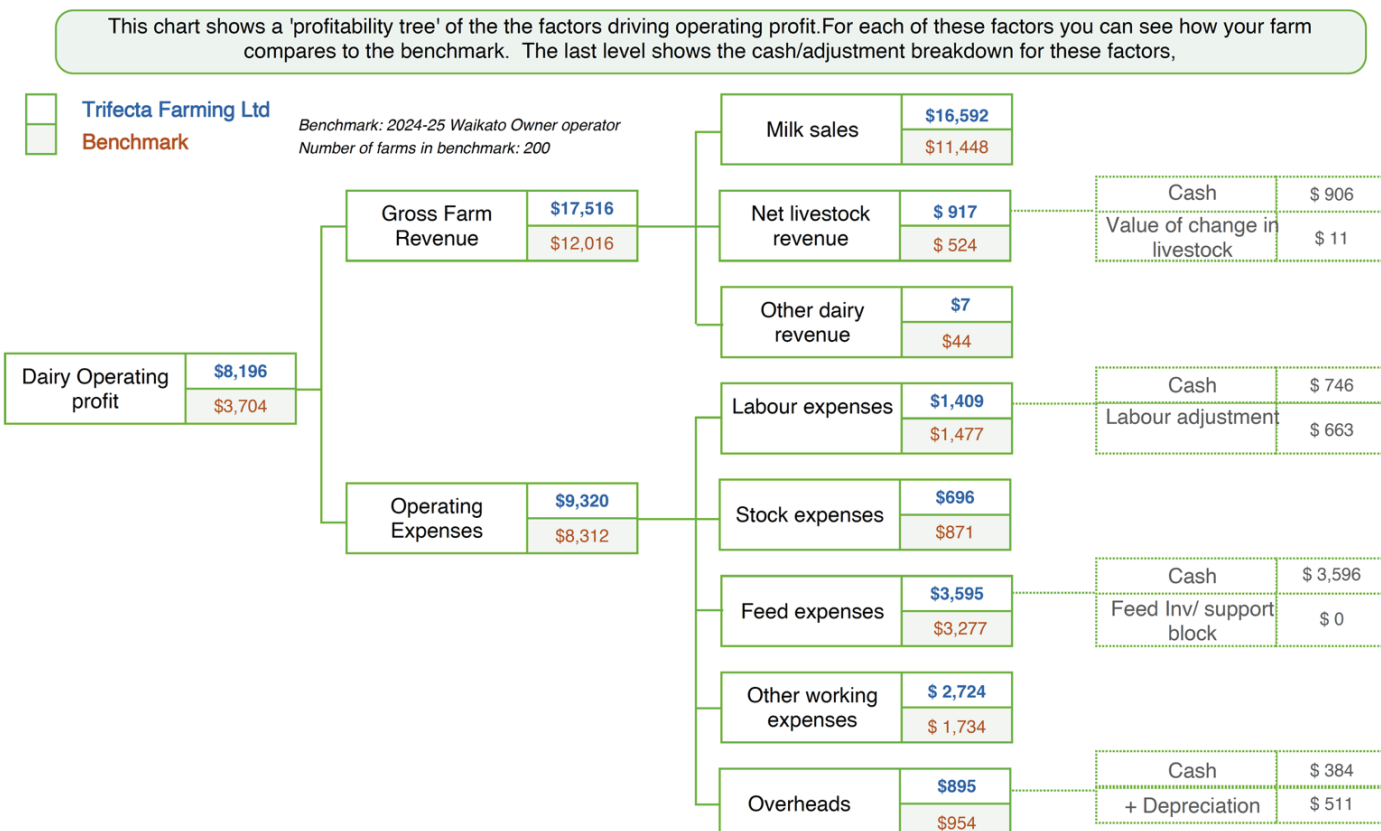 This chart shows a 'profitability tree' of the the factors driving operating profit.For each of these factors you can see how your farm
compares to the benchmark.  The last level shows the cash/adjustment breakdown for these factors,
Trifecta Farming Ltd
Benchmark
Benchmark: 2024-25 Waikato Owner operator
Number of farms in benchmark: 200
Dairy Operating
profit
$8,196
$3,704
Gross Farm
Revenue
$17,516
$12,016
Milk sales
$16,592
$11,448
Net livestock
revenue
$ 917
$ 524
Cash
$ 906
Value of change in
livestock
$ 11
Other dairy
revenue
$7
$44
Operating
Expenses
$9,320
$8,312
Labour expenses
$1,409
$1,477
Cash
$ 746
Labour adjustment
$ 663
Stock expenses
$696
$871
Feed expenses
$3,595
$3,277
Cash
$ 3,596
Feed Inv/ support
block
$ 0
Other working
expenses
$ 2,724
$ 1,734
Overheads
$895
$954
Cash
$ 384
+ Depreciation
$ 511